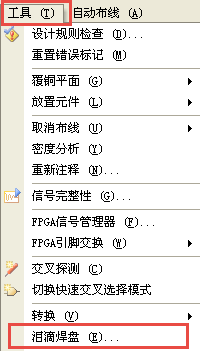 工具 (T) 自动布线 (A)
设计规则检查 (D)...
重置错误标记 (M)
覆铜平面 (G)
放置元件 (L)
取消布线 (U)
密度分析 (Y)
重新注释 (N)...
信号完整性 (G)...
FPGA信号管理器 (F)...
FPGA引脚交换 (W)
交叉探测 (C)
切换快速交叉选择模式
转换 (V)
泪滴焊盘 (E)...